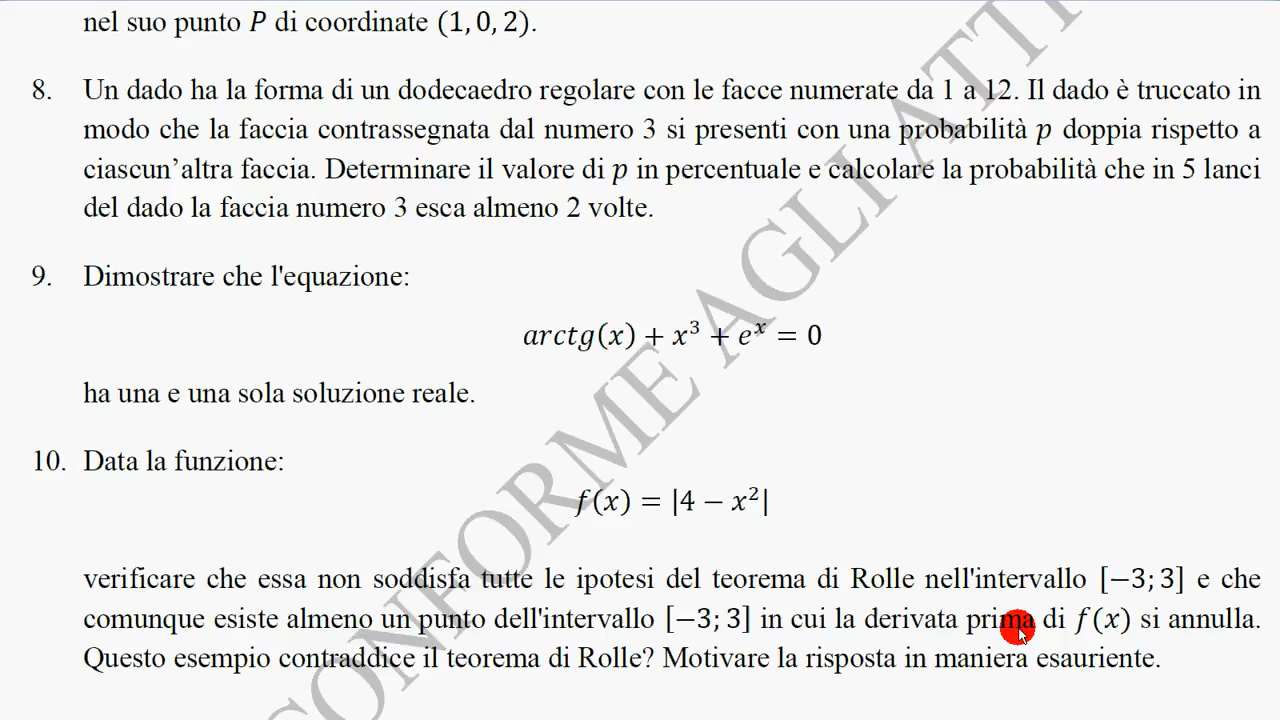 nel suo punto P di coordinate (1, 0, 2).
8. Un dado ha la forma di un dodecaedro regolare con le facce numerate da 1 a 12. Il dado è truccato in
modo che la faccia contrassegnata dal numero 3 si presenti con una probabilità p doppia rispetto a
ciascun'altra faccia. Determinare il valore di p in percentuale e calcolare la probabilità che in 5 lanci
del dado la faccia numero 3 esca almeno 2 volte.
9. Dimostrare che l'equazione:
arctg(x) + x³ + eˣ = 0
ha una e una sola soluzione reale.
10. Data la funzione:
f(x) = |4 − x²|
verificare che essa non soddisfa tutte le ipotesi del teorema di Rolle nell'intervallo [−3; 3] e che
comunque esiste almeno un punto dell'intervallo [−3; 3] in cui la derivata prima di f(x) si annulla.
Questo esempio contraddice il teorema di Rolle? Motivare la risposta in maniera esauriente.
CONFORME AGLI ATTI